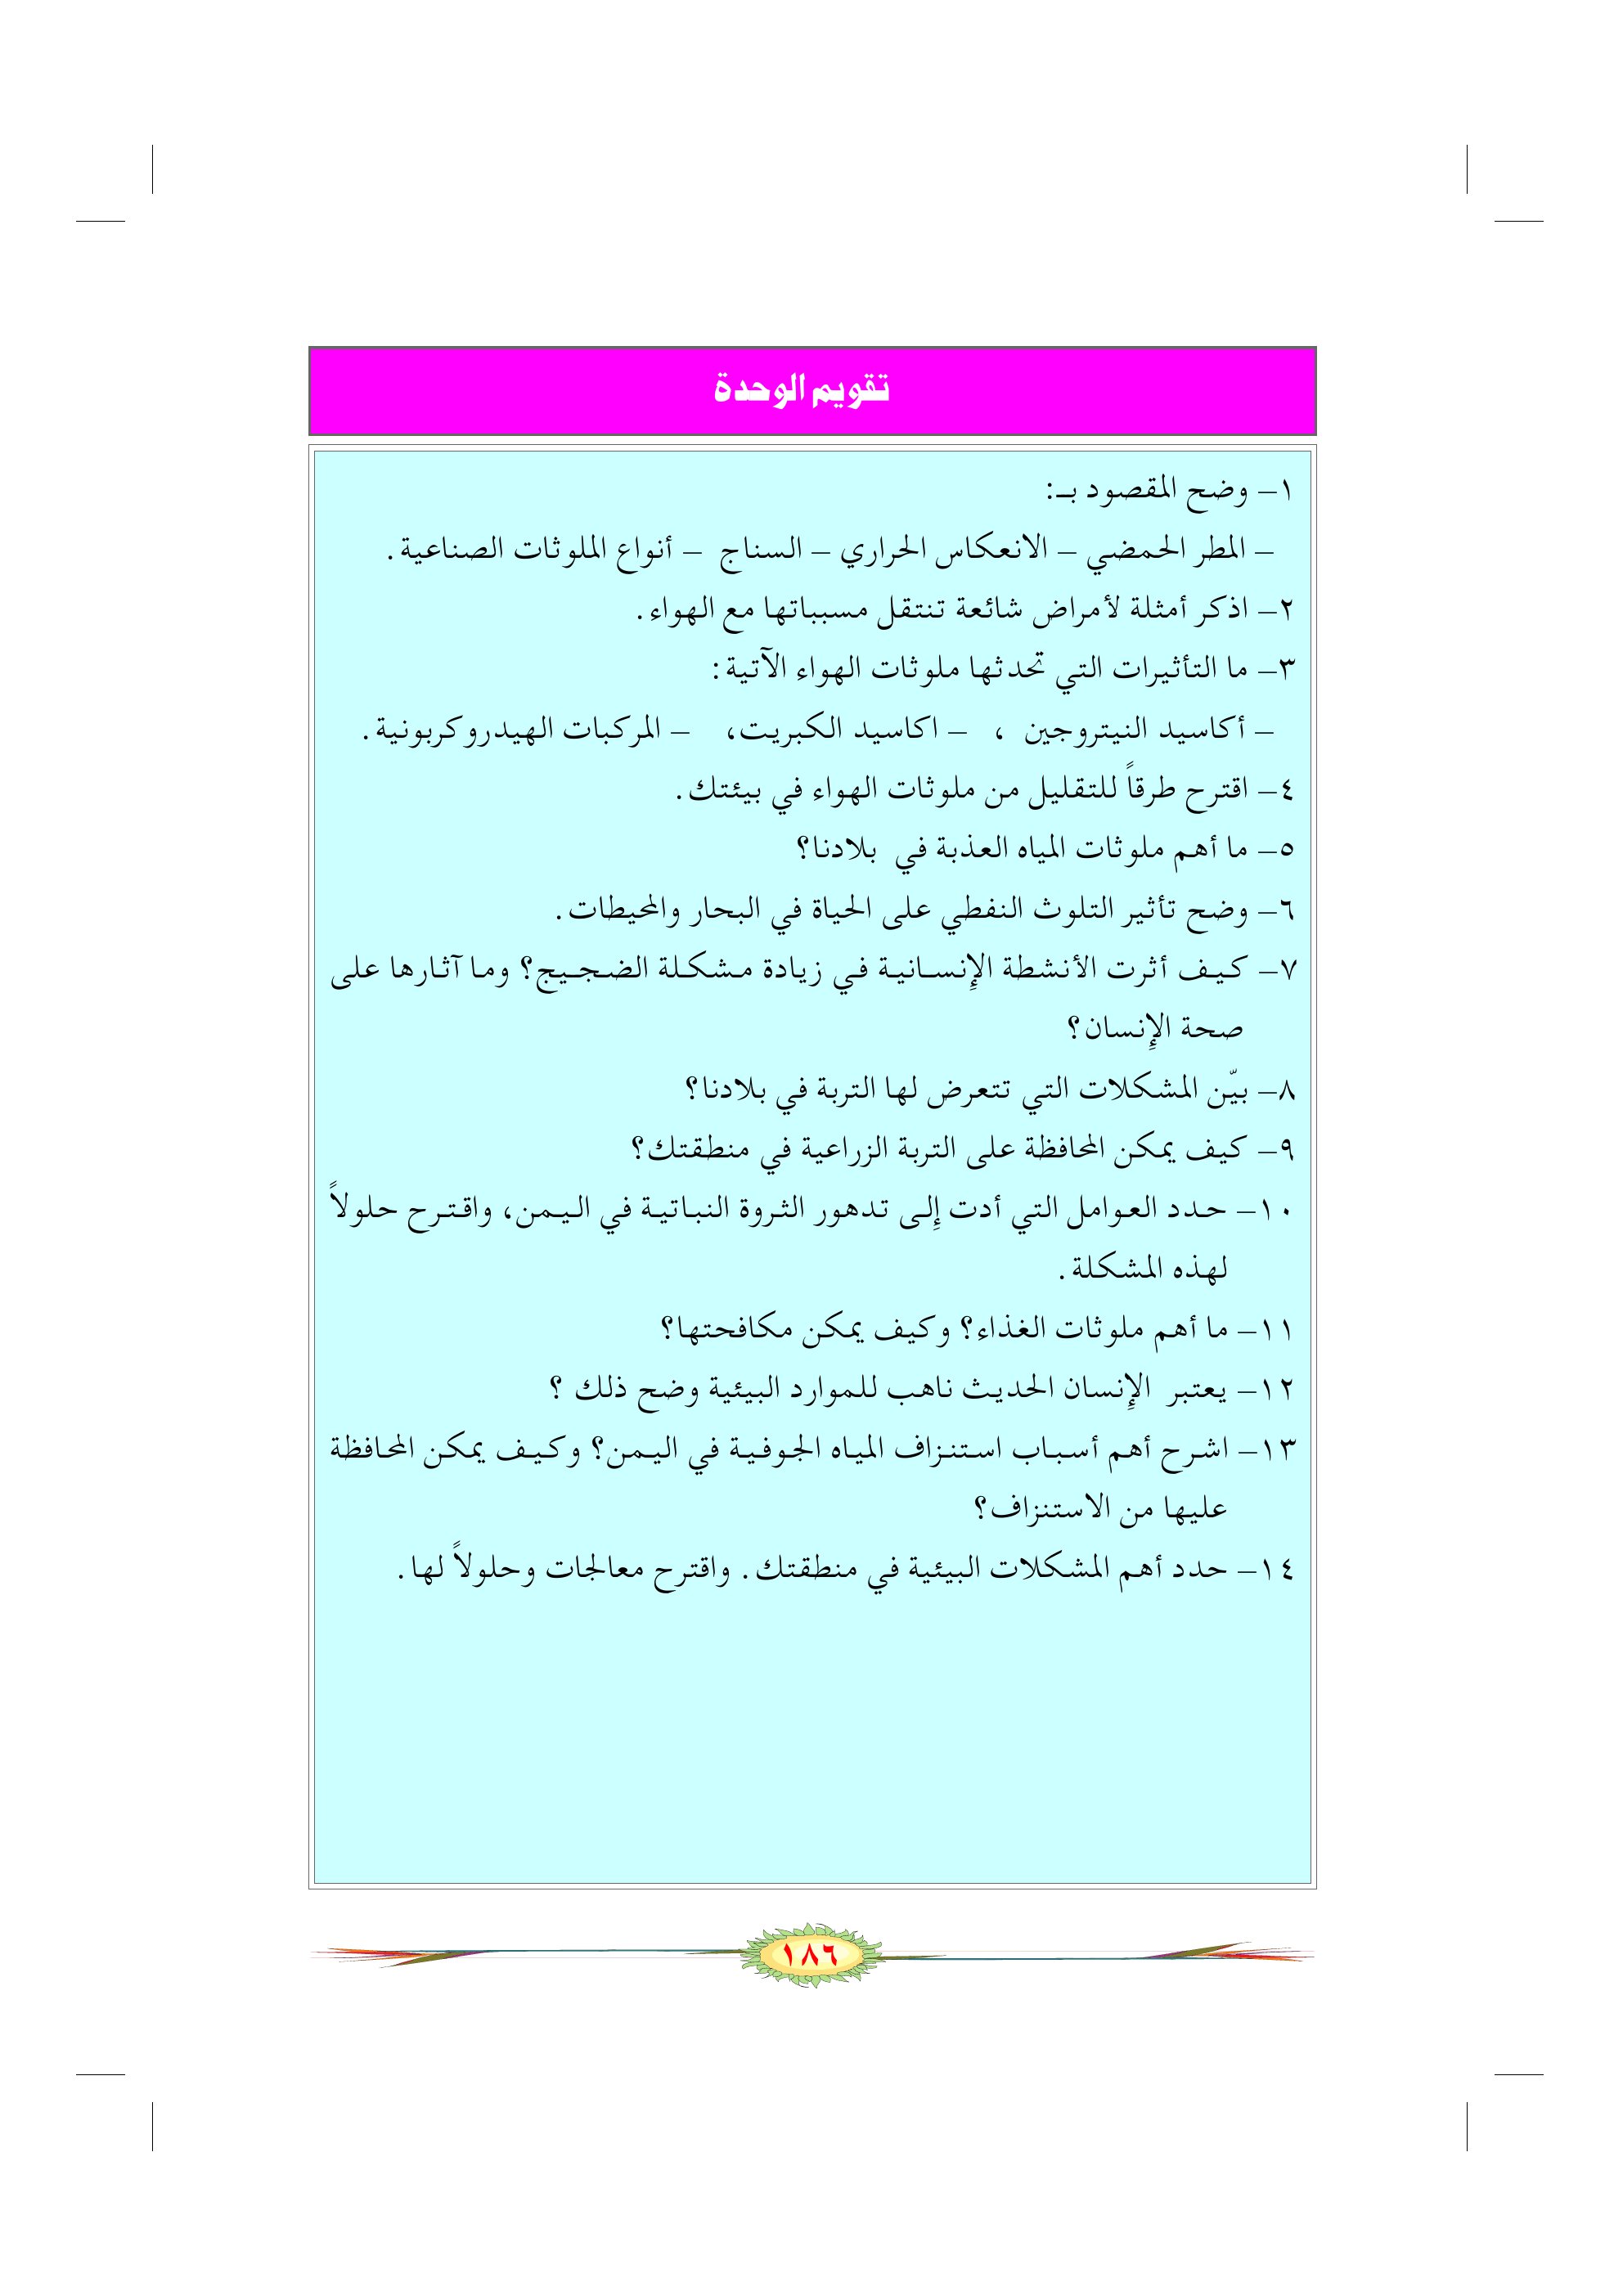 تقويم الوحدة
١– وضح المقصود بـ:
– المطر الحمضي – الانعكاس الحراري – السناج – أنواع الملوثات الصناعية.
٢– اذكر أمثلة لأمراض شائعة تنتقل مسبباتها مع الهواء.
٣– ما التأثيرات التي تحدثها ملوثات الهواء الآتية:
– أكاسيد النيتروجين ، – اكاسيد الكبريت، – المركبات الهيدروكربونية.
٤– اقترح طرقاً للتقليل من ملوثات الهواء في بيئتك.
٥– ما أهم ملوثات المياه العذبة في بلادنا؟
٦– وضح تأثير التلوث النفطي على الحياة في البحار والمحيطات.
٧– كيف أثرت الأنشطة الإِنسانية في زيادة مشكلة الضجيج؟ وما آثارها على
صحة الإِنسان؟
٨– بيّن المشكلات التي تتعرض لها التربة في بلادنا؟
٩– كيف يمكن المحافظة على التربة الزراعية في منطقتك؟
١٠– حدد العوامل التي أدت إِلى تدهور الثروة النباتية في اليمن، واقترح حلولاً
لهذه المشكلة.
١١– ما أهم ملوثات الغذاء؟ وكيف يمكن مكافحتها؟
١٢– يعتبر الإِنسان الحديث ناهب للموارد البيئية وضح ذلك ؟
١٣– اشرح أهم أسباب استنزاف المياه الجوفية في اليمن؟ وكيف يمكن المحافظة
عليها من الاستنزاف؟
١٤– حدد أهم المشكلات البيئية في منطقتك. واقترح معالجات وحلولاً لها.
١٨٦